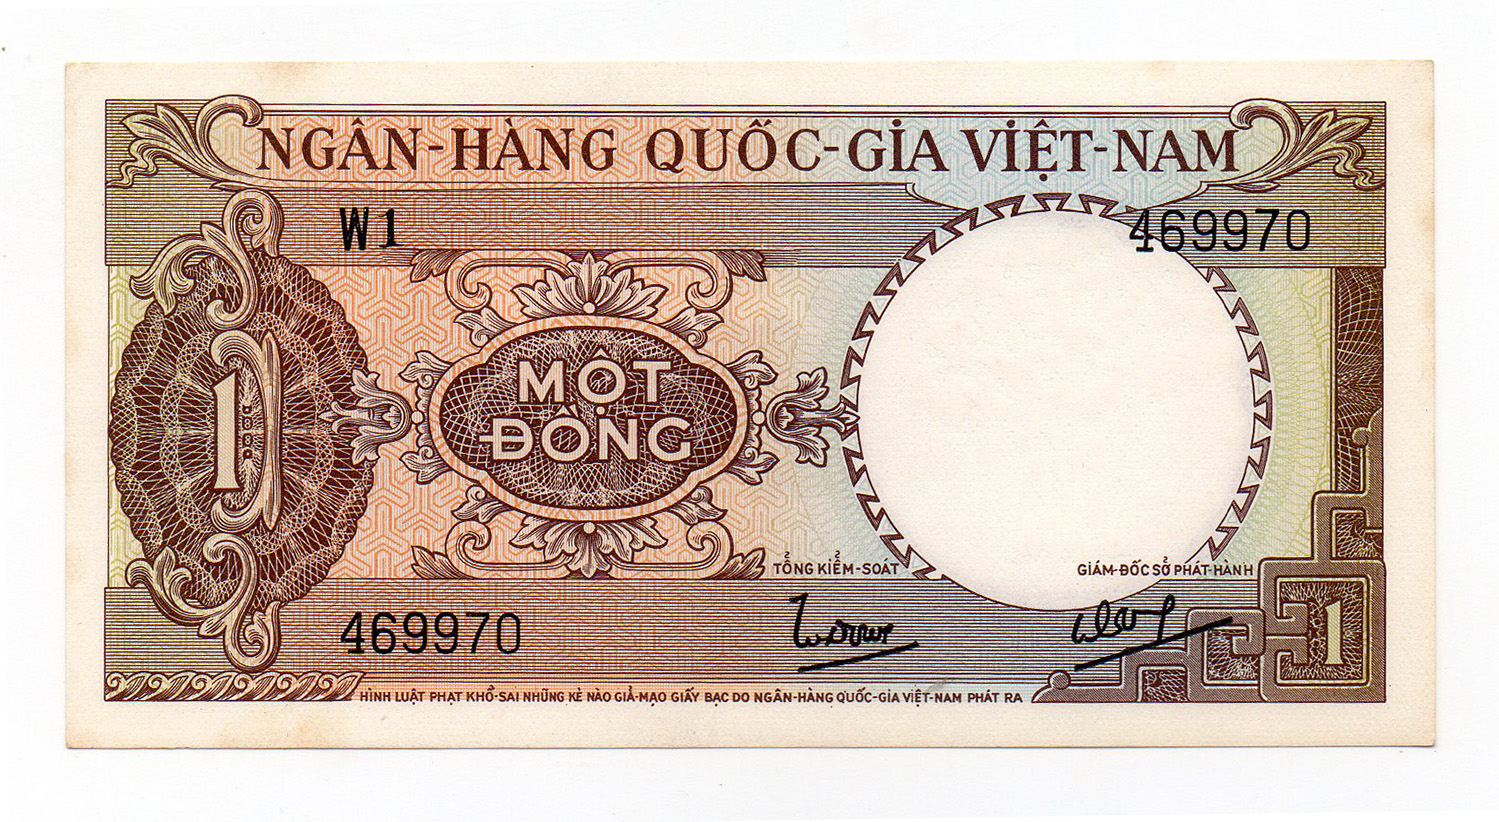 NGÂN-HÀNG QUỐC-GIA VIỆT-NAM
W1
469970
1
MỘT
ĐỒNG
TỔNG KIỂM-SOÁT
GIÁM-ĐỐC SỞ PHÁT-HÀNH
469970
1
HÌNH LUẬT PHẠT KHỔ-SAI NHỮNG KẺ NÀO GIẢ-MẠO GIẤY BẠC DO NGÂN-HÀNG QUỐC-GIA VIỆT-NAM PHÁT RA